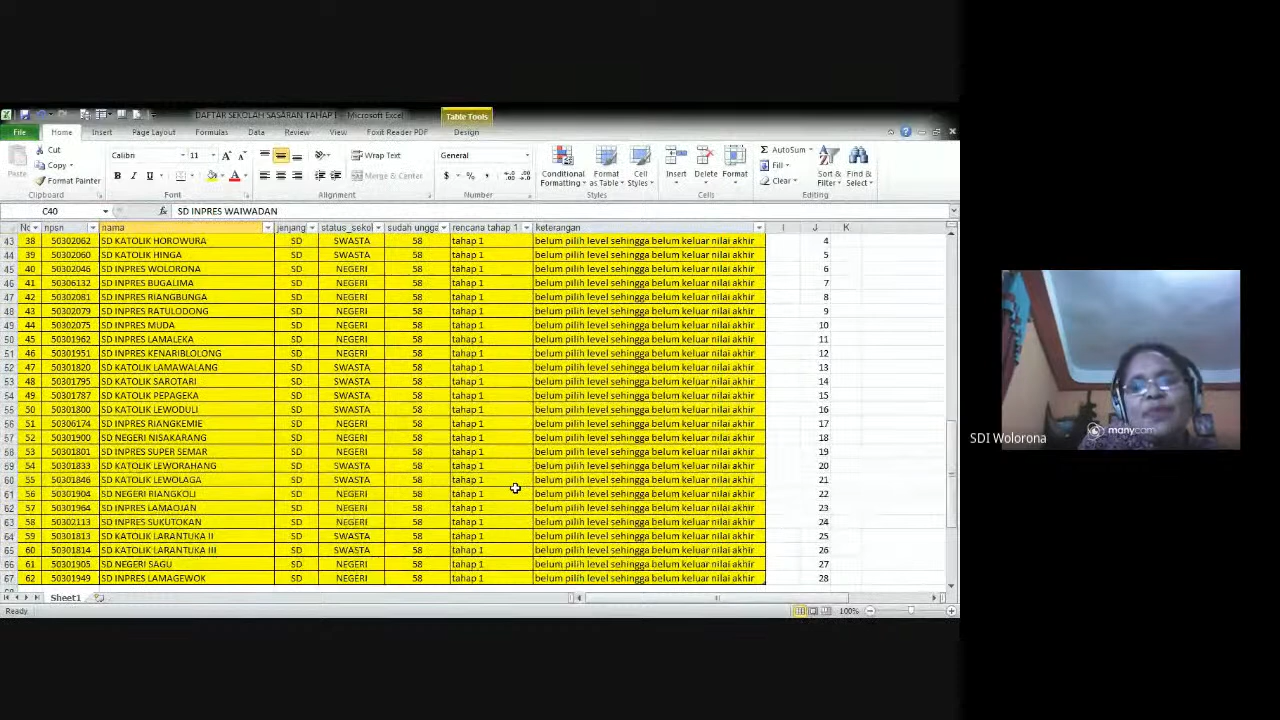 DAFTAR SEKOLAH SASARAN TAHAP 1 - Microsoft Excel Table Tools
File Home Insert Page Layout Formulas Data Review View Foxit Reader PDF Design
Cut Copy Format Painter Paste Clipboard
Calibri 11 B I U Font
Wrap Text Merge & Center Alignment
General $ % , Number
Conditional Formatting Format as Table Cell Styles Styles
Insert Delete Format Cells
AutoSum Fill Clear Sort & Filter Find & Select Editing
C40 fx SD INPRES WAIWADAN
No npsn nama jenjang status_sekol sudah ungga rencana tahap 1 keterangan I J K
43 38 50302062 SD KATOLIK HOROWURA SD SWASTA 58 tahap 1 belum pilih level sehingga belum keluar nilai akhir 4
44 39 50302060 SD KATOLIK HINGA SD SWASTA 58 tahap 1 belum pilih level sehingga belum keluar nilai akhir 5
45 40 50302046 SD INPRES WOLORONA SD NEGERI 58 tahap 1 belum pilih level sehingga belum keluar nilai akhir 6
46 41 50306132 SD INPRES BUGALIMA SD NEGERI 58 tahap 1 belum pilih level sehingga belum keluar nilai akhir 7
47 42 50302081 SD INPRES RIANGBUNGA SD NEGERI 58 tahap 1 belum pilih level sehingga belum keluar nilai akhir 8
48 43 50302079 SD INPRES RATULODONG SD NEGERI 58 tahap 1 belum pilih level sehingga belum keluar nilai akhir 9
49 44 50302075 SD INPRES MUDA SD NEGERI 58 tahap 1 belum pilih level sehingga belum keluar nilai akhir 10
50 45 50301962 SD INPRES LAMALEKA SD NEGERI 58 tahap 1 belum pilih level sehingga belum keluar nilai akhir 11
51 46 50301951 SD INPRES KENARIBLOLONG SD NEGERI 58 tahap 1 belum pilih level sehingga belum keluar nilai akhir 12
52 47 50301820 SD KATOLIK LAMAWALANG SD SWASTA 58 tahap 1 belum pilih level sehingga belum keluar nilai akhir 13
53 48 50301795 SD KATOLIK SAROTARI SD SWASTA 58 tahap 1 belum pilih level sehingga belum keluar nilai akhir 14
54 49 50301787 SD KATOLIK PEPAGEKA SD SWASTA 58 tahap 1 belum pilih level sehingga belum keluar nilai akhir 15
55 50 50301800 SD KATOLIK LEWODULI SD SWASTA 58 tahap 1 belum pilih level sehingga belum keluar nilai akhir 16
56 51 50306174 SD INPRES RIANGKEMIE SD NEGERI 58 tahap 1 belum pilih level sehingga belum keluar nilai akhir 17
57 52 50301900 SD NEGERI NISAKARANG SD NEGERI 58 tahap 1 belum pilih level sehingga belum keluar nilai akhir 18
58 53 50301801 SD INPRES SUPER SEMAR SD NEGERI 58 tahap 1 belum pilih level sehingga belum keluar nilai akhir 19
59 54 50301833 SD KATOLIK LEWORAHANG SD SWASTA 58 tahap 1 belum pilih level sehingga belum keluar nilai akhir 20
60 55 50301846 SD KATOLIK LEWOLAGA SD SWASTA 58 tahap 1 belum pilih level sehingga belum keluar nilai akhir 21
61 56 50301904 SD NEGERI RIANGKOLI SD NEGERI 58 tahap 1 belum pilih level sehingga belum keluar nilai akhir 22
62 57 50301964 SD INPRES LAMAOJAN SD NEGERI 58 tahap 1 belum pilih level sehingga belum keluar nilai akhir 23
63 58 50302113 SD INPRES SUKUTOKAN SD NEGERI 58 tahap 1 belum pilih level sehingga belum keluar nilai akhir 24
64 59 50301813 SD KATOLIK LARANTUKA II SD SWASTA 58 tahap 1 belum pilih level sehingga belum keluar nilai akhir 25
65 60 50301814 SD KATOLIK LARANTUKA III SD SWASTA 58 tahap 1 belum pilih level sehingga belum keluar nilai akhir 26
66 61 50301905 SD NEGERI SAGU SD NEGERI 58 tahap 1 belum pilih level sehingga belum keluar nilai akhir 27
67 62 50301949 SD INPRES LAMAGEWOK SD NEGERI 58 tahap 1 belum pilih level sehingga belum keluar nilai akhir 28
Sheet1
Ready 100%
manycam
SDI Wolorona